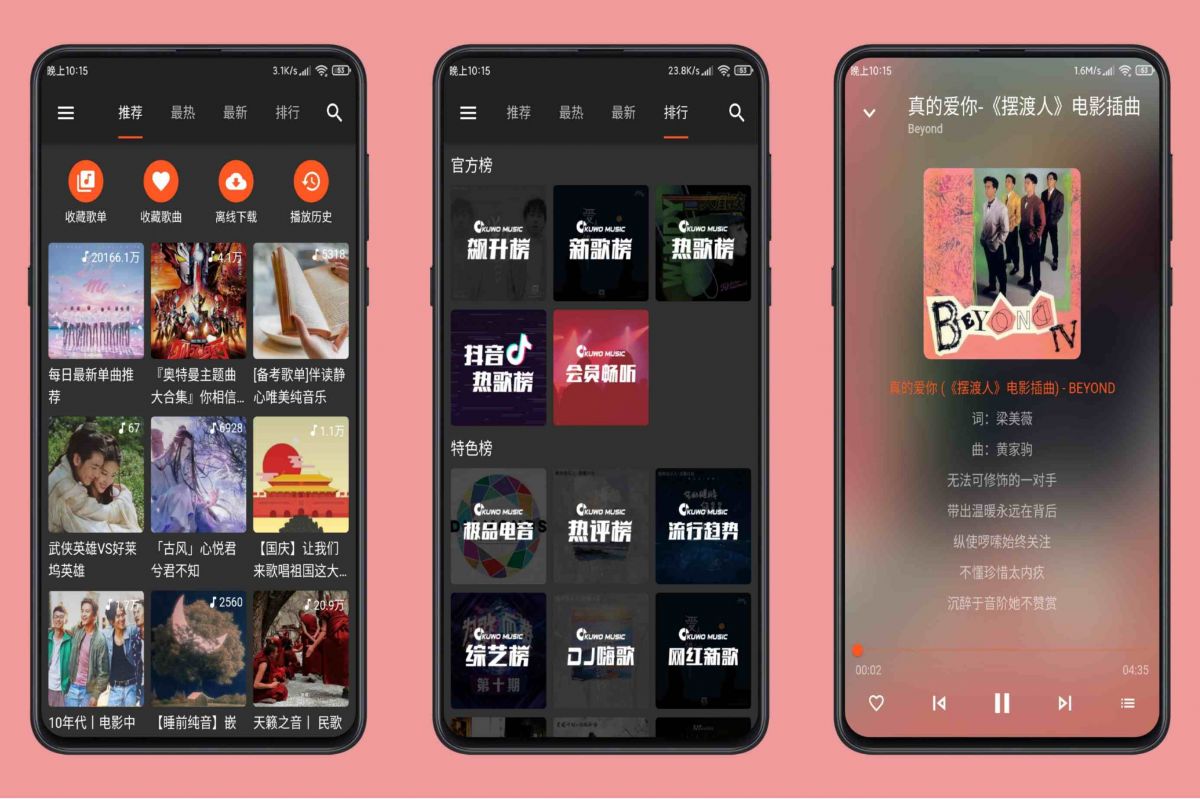 晚上10:15
3.1K/s
63
推荐
最热
最新
排行
收藏歌单
收藏歌曲
离线下载
播放历史
20166.1万
4.1万
5318
每日最新单曲推
荐
『奥特曼主题曲
大合集』你相信...
[备考歌单]伴读静
心唯美纯音乐
67
6928
1.1万
武侠英雄VS好莱
坞英雄
「古风」心悦君
兮君不知
【国庆】让我们
来歌唱祖国这大...
1.7万
2560
20.9万
10年代丨电影中
【睡前纯音】嵌
天籁之音丨 民歌
晚上10:15
23.8K/s
63
推荐
最热
最新
排行
官方榜
KUWO MUSIC
飙升榜
KUWO MUSIC
新歌榜
KUWO MUSIC
热歌榜
抖音
热歌榜
KUWO MUSIC
会员畅听
特色榜
KUWO MUSIC
极品电音
KUWO MUSIC
热评榜
KUWO MUSIC
流行趋势
KUWO MUSIC
综艺榜
第十期
KUWO MUSIC
DJ嗨歌
KUWO MUSIC
网红新歌
晚上10:15
1.6M/s
63
真的爱你-《摆渡人》电影插曲
Beyond
BEYOND
IV
真的爱你 (《摆渡人》电影插曲) - BEYOND
词：梁美薇
曲：黄家驹
无法可修饰的一对手
带出温暖永远在背后
纵使啰嗦始终关注
不懂珍惜太内疚
沉醉于音阶她不赞赏
00:02
04:35